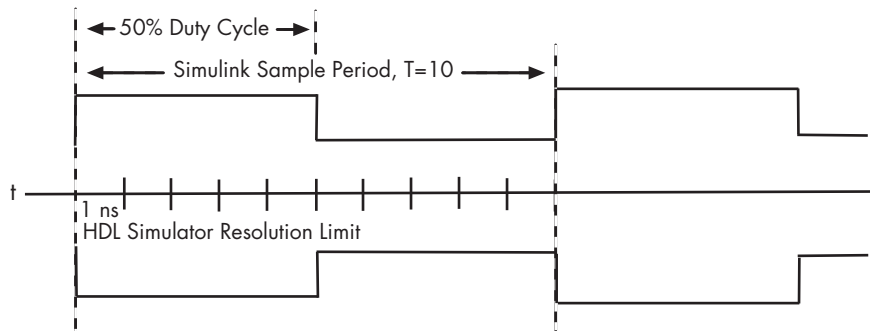 50% Duty Cycle
Simulink Sample Period, T=10
t
1 ns
HDL Simulator Resolution Limit